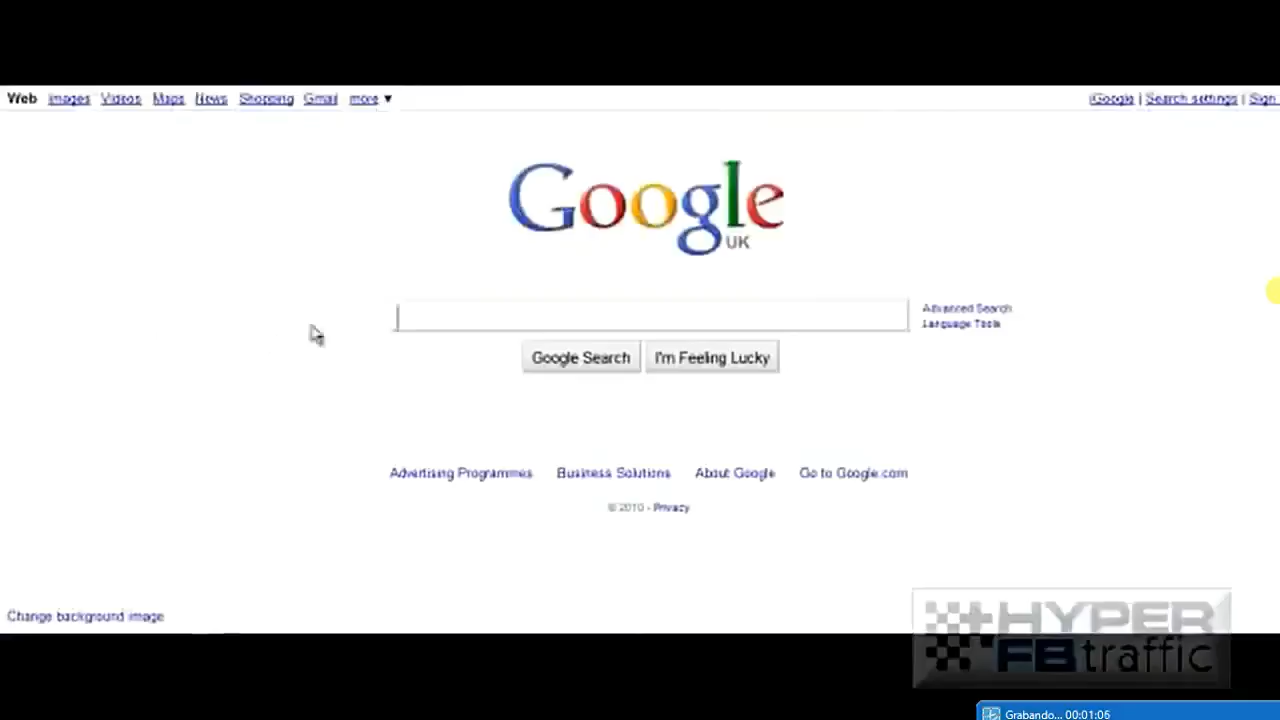 Web Images Videos Maps News Shopping Gmail more ▼
iGoogle | Search settings | Sign
Google
UK
Advanced Search
Language Tools
Google Search
I'm Feeling Lucky
Advertising Programmes Business Solutions About Google Go to Google.com
© 2010 - Privacy
Change background image
HYPER
FBtraffic
Grabando... 00:01:06